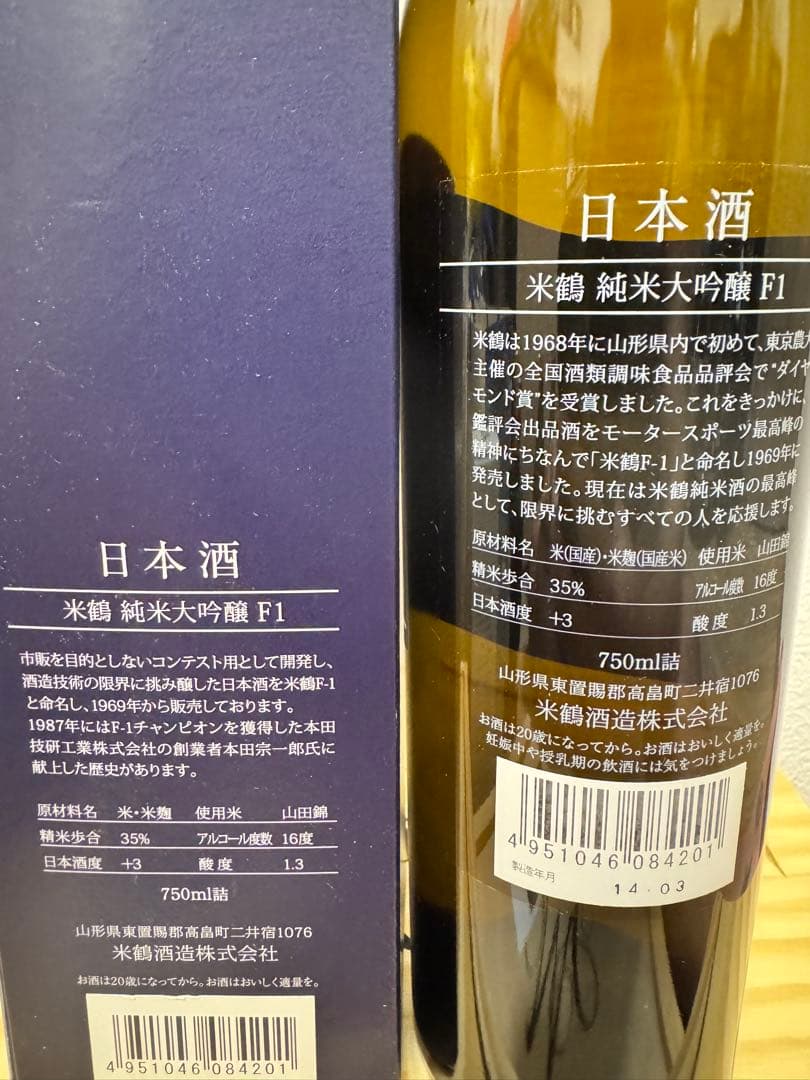 日本酒
米鶴 純米大吟醸 F1
市販を目的としないコンテスト用として開発し、
酒造技術の限界に挑み醸した日本酒を米鶴F-1
と命名し、1969年から販売しております。
1987年にはF-1チャンピオンを獲得した本田
技研工業株式会社の創業者本田宗一郎氏に
献上した歴史があります。
原材料名 米・米麹 使用米 山田錦
精米歩合 35% アルコール度数 16度
日本酒度 +3 酸度 1.3
750ml詰
山形県東置賜郡高畠町二井宿1076
米鶴酒造株式会社
お酒は20歳になってから。お酒はおいしく適量を。
4 951046 084201
日本酒
米鶴 純米大吟醸 F1
米鶴は1968年に山形県内で初めて、東京農大
主催の全国酒類調味食品品評会で"ダイヤ
モンド賞"を受賞しました。これをきっかけに、
鑑評会出品酒をモータースポーツ最高峰の
精神にちなんで「米鶴F-1」と命名し1969年に
発売しました。現在は米鶴純米酒の最高峰
として、限界に挑むすべての人を応援します。
原材料名 米(国産)・米麹(国産米) 使用米 山田錦
精米歩合 35% アルコール度数 16度
日本酒度 +3 酸度 1.3
750ml詰
山形県東置賜郡高畠町二井宿1076
米鶴酒造株式会社
お酒は20歳になってから。お酒はおいしく適量を。
妊娠中や授乳期の飲酒には気をつけましょう。
4 951046 084201
製造年月 14.03